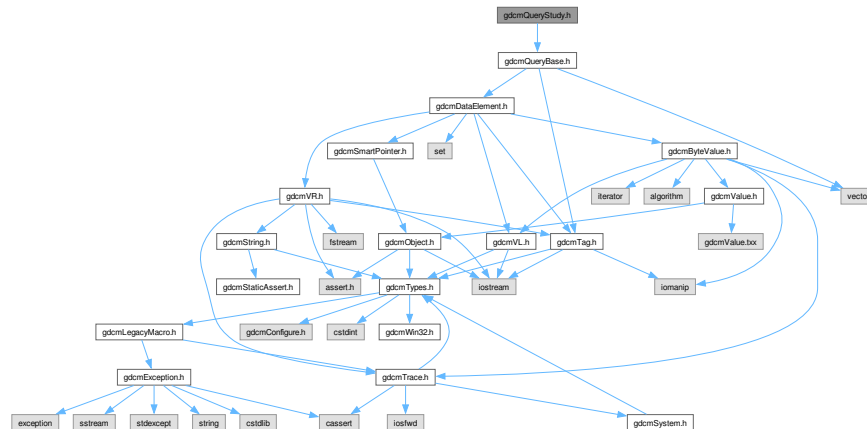 gdcmQueryStudy.h
gdcmQueryBase.h
gdcmDataElement.h
gdcmSmartPointer.h
set
gdcmByteValue.h
gdcmVR.h
iterator
algorithm
gdcmValue.h
vector
gdcmString.h
fstream
gdcmObject.h
gdcmVL.h
gdcmTag.h
gdcmValue.txx
gdcmStaticAssert.h
assert.h
gdcmTypes.h
iostream
iomanip
gdcmLegacyMacro.h
gdcmConfigure.h
cstdint
gdcmWin32.h
gdcmException.h
gdcmTrace.h
exception
sstream
stdexcept
string
cstdlib
cassert
iosfwd
gdcmSystem.h